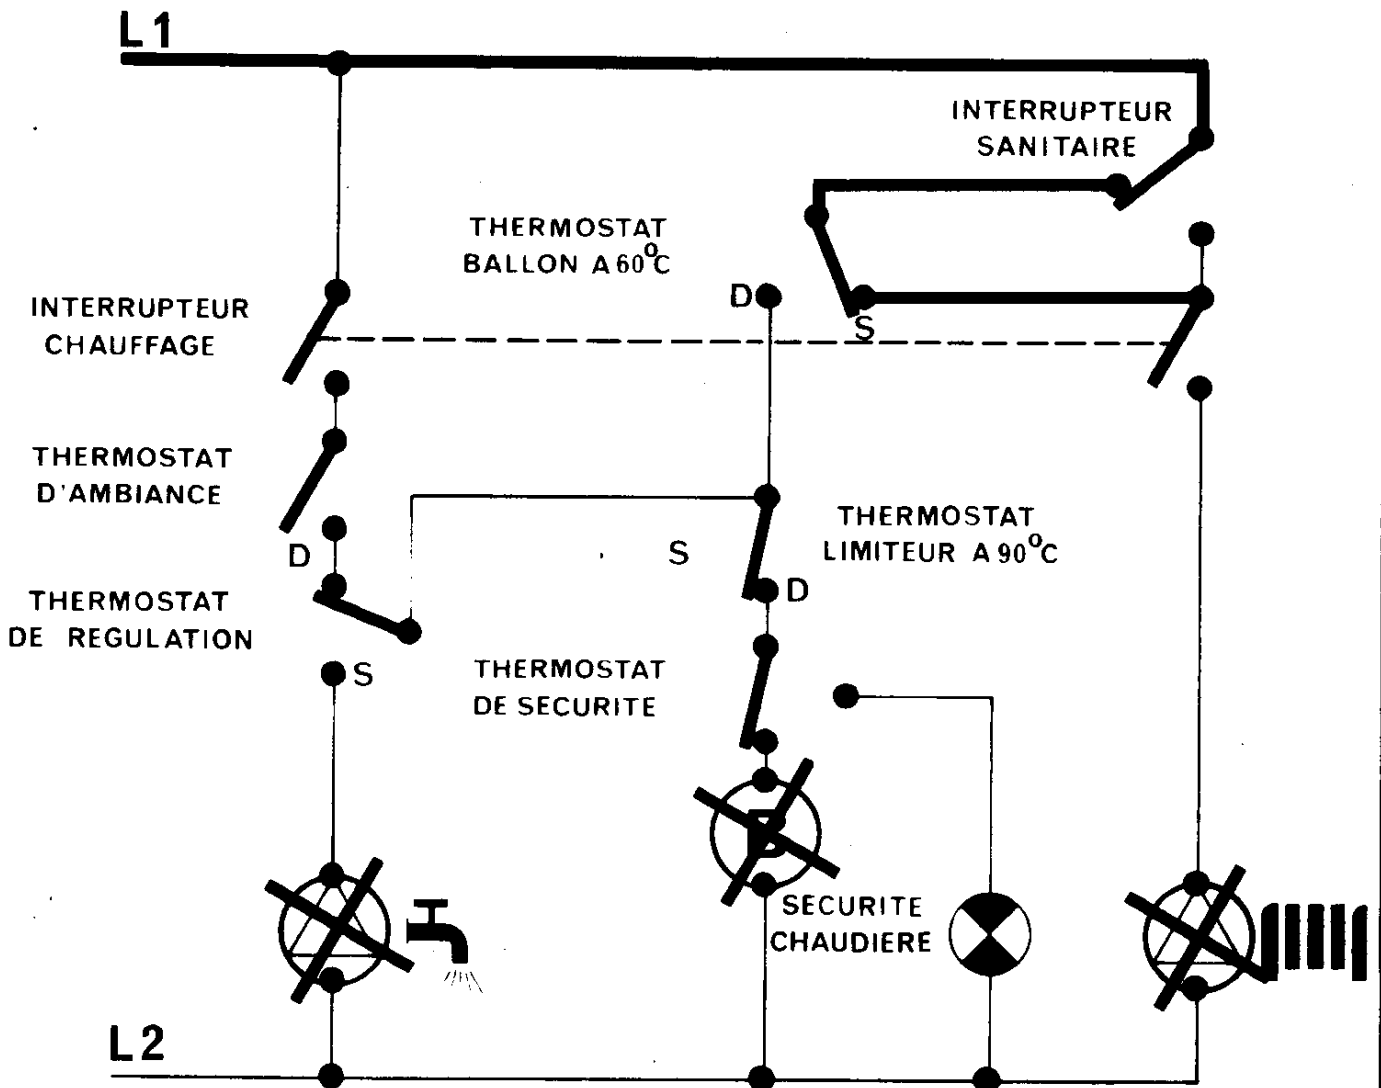 L1
INTERRUPTEUR
SANITAIRE
THERMOSTAT
BALLON A 60°C
D
S
INTERRUPTEUR
CHAUFFAGE
THERMOSTAT
D'AMBIANCE
THERMOSTAT
LIMITEUR A 90°C
S
D
D
THERMOSTAT
DE REGULATION
S
THERMOSTAT
DE SECURITE
B
SECURITE
CHAUDIERE
L2